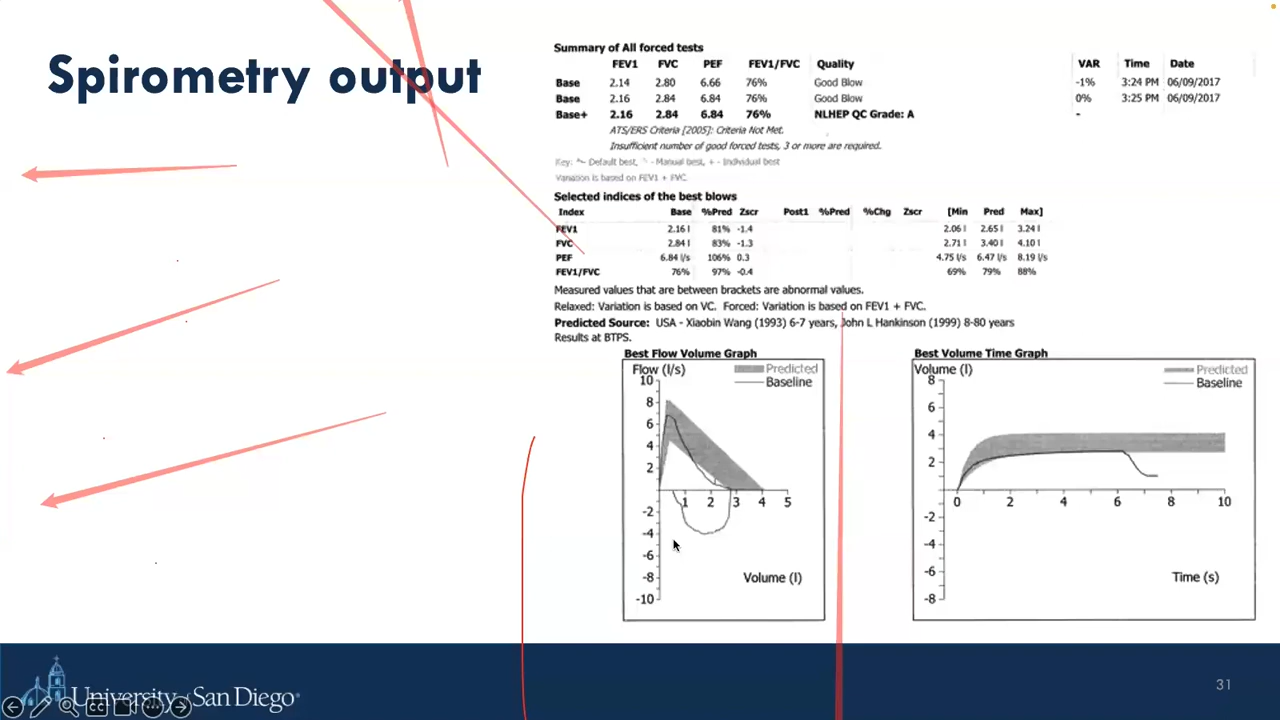 Spirometry output
Summary of All forced tests
FEV1 FVC PEF FEV1/FVC Quality VAR Time Date
Base 2.14 2.80 6.66 76% Good Blow -1% 3:24 PM 06/09/2017
Base 2.16 2.84 6.84 76% Good Blow 0% 3:25 PM 06/09/2017
Base+ 2.16 2.84 6.84 76% NLHEP QC Grade: A -
ATS/ERS Criteria [2005]: Criteria Not Met.
Insufficient number of good forced tests, 3 or more are required.
Default best, - Manual best, + - Individual best
Variation is based on FEV1 + FVC.
Selected indices of the best blows
Index Base %Pred Zscr Post1 %Pred %Chg Zscr [Min Pred Max]
FEV1 2.16 l 81% -1.4 2.06 l 2.65 l 3.24 l
FVC 2.84 l 83% -1.3 2.71 l 3.40 l 4.10 l
PEF 6.84 l/s 106% 0.3 4.75 l/s 6.47 l/s 8.19 l/s
FEV1/FVC 76% 97% -0.4 69% 79% 88%
Measured values that are between brackets are abnormal values.
Relaxed: Variation is based on VC. Forced: Variation is based on FEV1 + FVC.
Predicted Source: USA - Xiaobin Wang (1993) 6-7 years, John L Hankinson (1999) 8-80 years
Results at BTPS.
Best Flow Volume Graph
Flow (l/s)
Predicted
Baseline
10
8
6
4
2
1 2 3 4 5
-2
-4
-6
-8
-10
Volume (l)
Best Volume Time Graph
Volume (l)
Predicted
Baseline
8
6
4
2
0 2 4 6 8 10
-2
-4
-6
-8
Time (s)
University of San Diego
CC
31